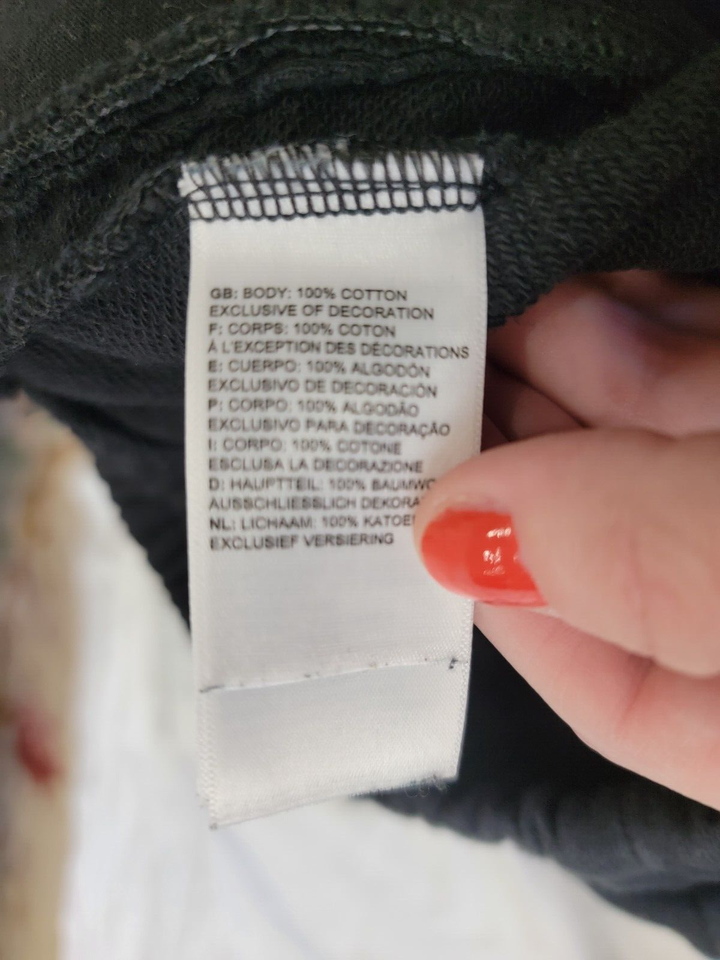 GB: BODY: 100% COTTON
EXCLUSIVE OF DECORATION
F: CORPS: 100% COTON
À L'EXCEPTION DES DÉCORATIONS
E: CUERPO: 100% ALGODÓN
EXCLUSIVO DE DECORACIÓN
P: CORPO: 100% ALGODÃO
EXCLUSIVO PARA DECORAÇÃO
I: CORPO: 100% COTONE
ESCLUSA LA DECORAZIONE
D: HAUPTTEIL: 100%
AUSSCHLIESSLICH
NL: LICHAAM: 100%
EXCLUSIEF VERSIERING